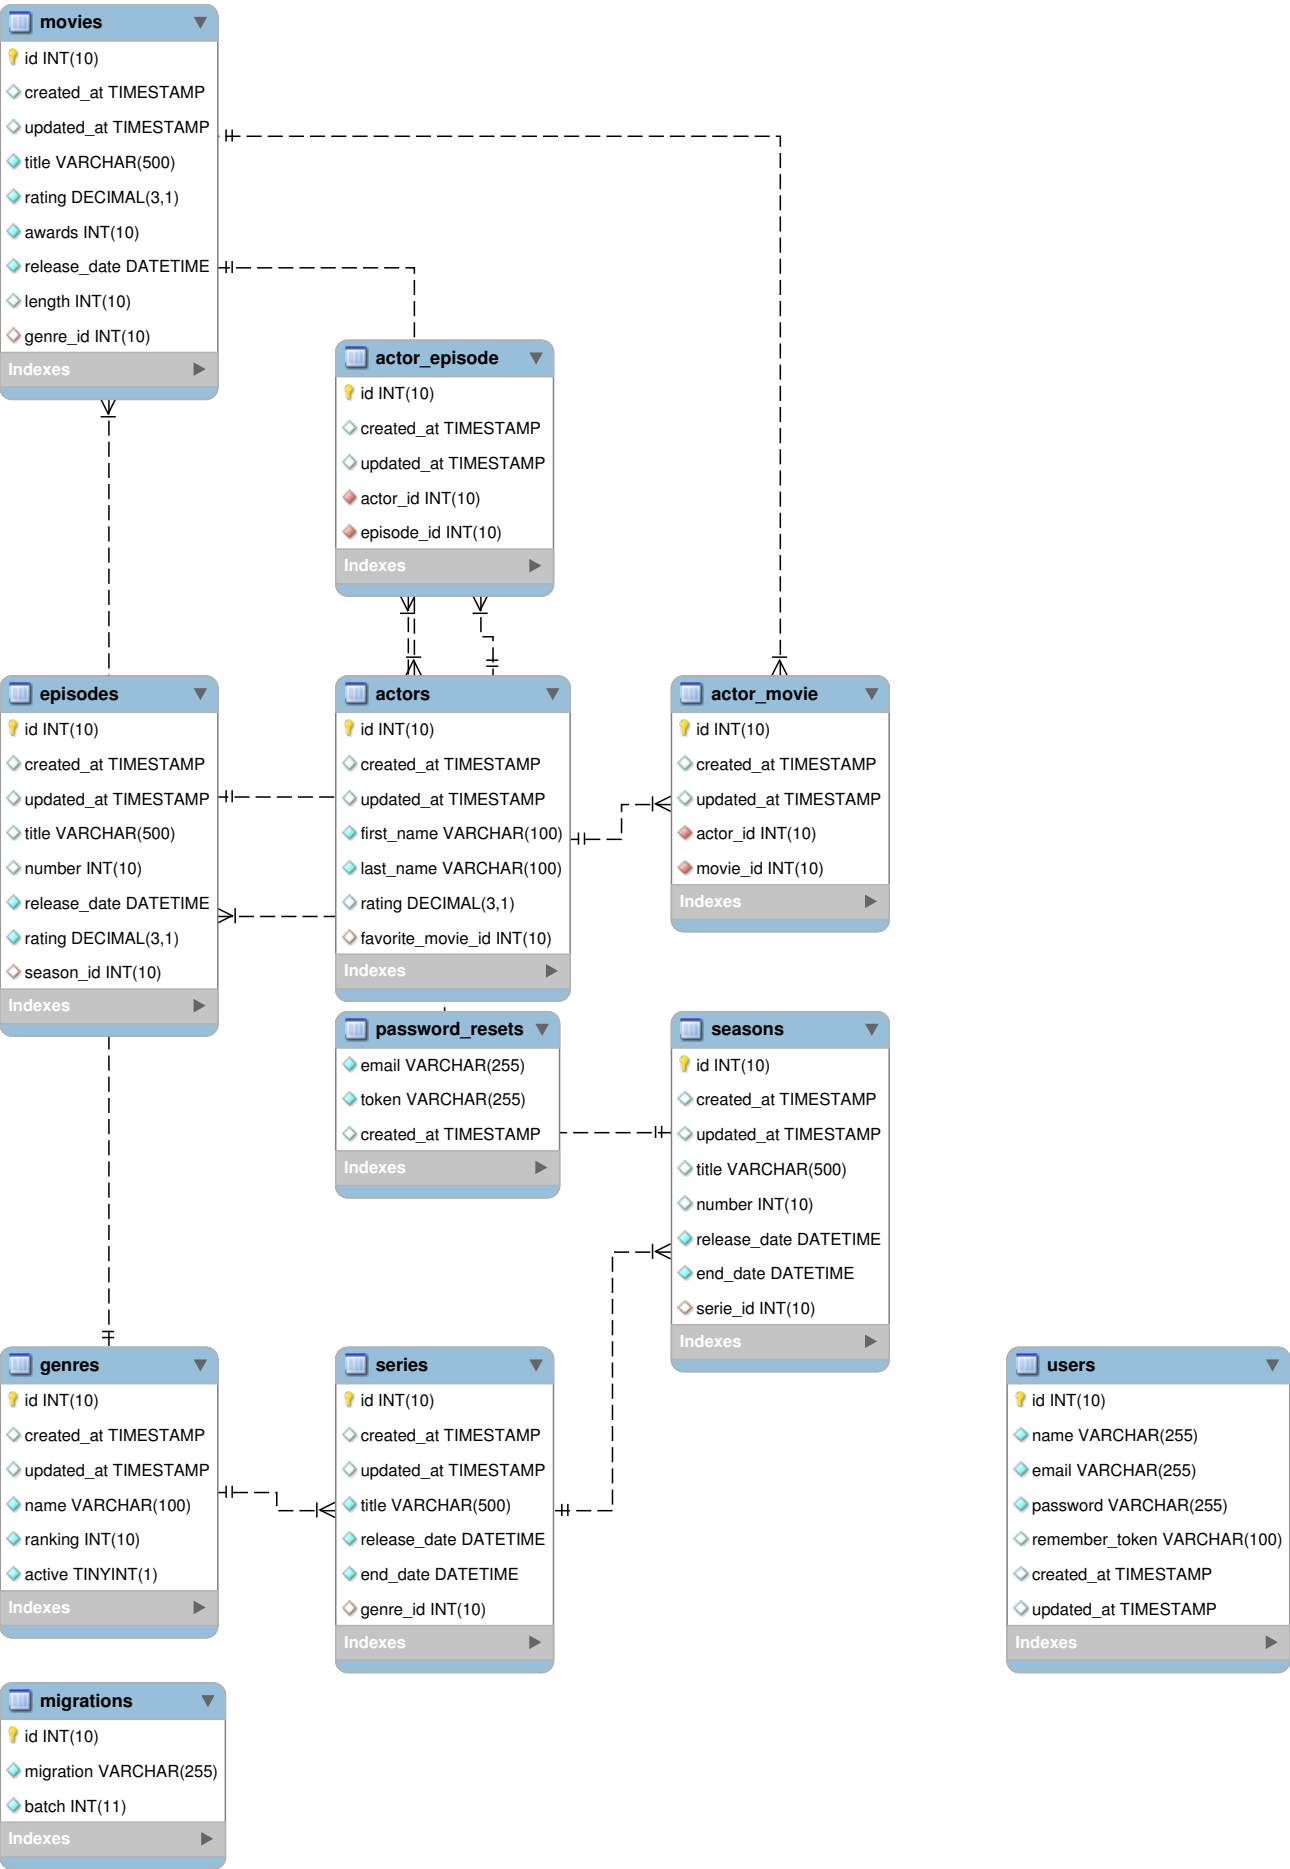 movies
id INT(10)
created_at TIMESTAMP
updated_at TIMESTAMP
title VARCHAR(500)
rating DECIMAL(3,1)
awards INT(10)
release_date DATETIME
length INT(10)
genre_id INT(10)
Indexes
actor_episode
id INT(10)
created_at TIMESTAMP
updated_at TIMESTAMP
actor_id INT(10)
episode_id INT(10)
Indexes
episodes
id INT(10)
created_at TIMESTAMP
updated_at TIMESTAMP
title VARCHAR(500)
number INT(10)
release_date DATETIME
rating DECIMAL(3,1)
season_id INT(10)
Indexes
actors
id INT(10)
created_at TIMESTAMP
updated_at TIMESTAMP
first_name VARCHAR(100)
last_name VARCHAR(100)
rating DECIMAL(3,1)
favorite_movie_id INT(10)
Indexes
actor_movie
id INT(10)
created_at TIMESTAMP
updated_at TIMESTAMP
actor_id INT(10)
movie_id INT(10)
Indexes
password_resets
email VARCHAR(255)
token VARCHAR(255)
created_at TIMESTAMP
Indexes
seasons
id INT(10)
created_at TIMESTAMP
updated_at TIMESTAMP
title VARCHAR(500)
number INT(10)
release_date DATETIME
end_date DATETIME
serie_id INT(10)
Indexes
genres
id INT(10)
created_at TIMESTAMP
updated_at TIMESTAMP
name VARCHAR(100)
ranking INT(10)
active TINYINT(1)
Indexes
series
id INT(10)
created_at TIMESTAMP
updated_at TIMESTAMP
title VARCHAR(500)
release_date DATETIME
end_date DATETIME
genre_id INT(10)
Indexes
users
id INT(10)
name VARCHAR(255)
email VARCHAR(255)
password VARCHAR(255)
remember_token VARCHAR(100)
created_at TIMESTAMP
updated_at TIMESTAMP
Indexes
migrations
id INT(10)
migration VARCHAR(255)
batch INT(11)
Indexes